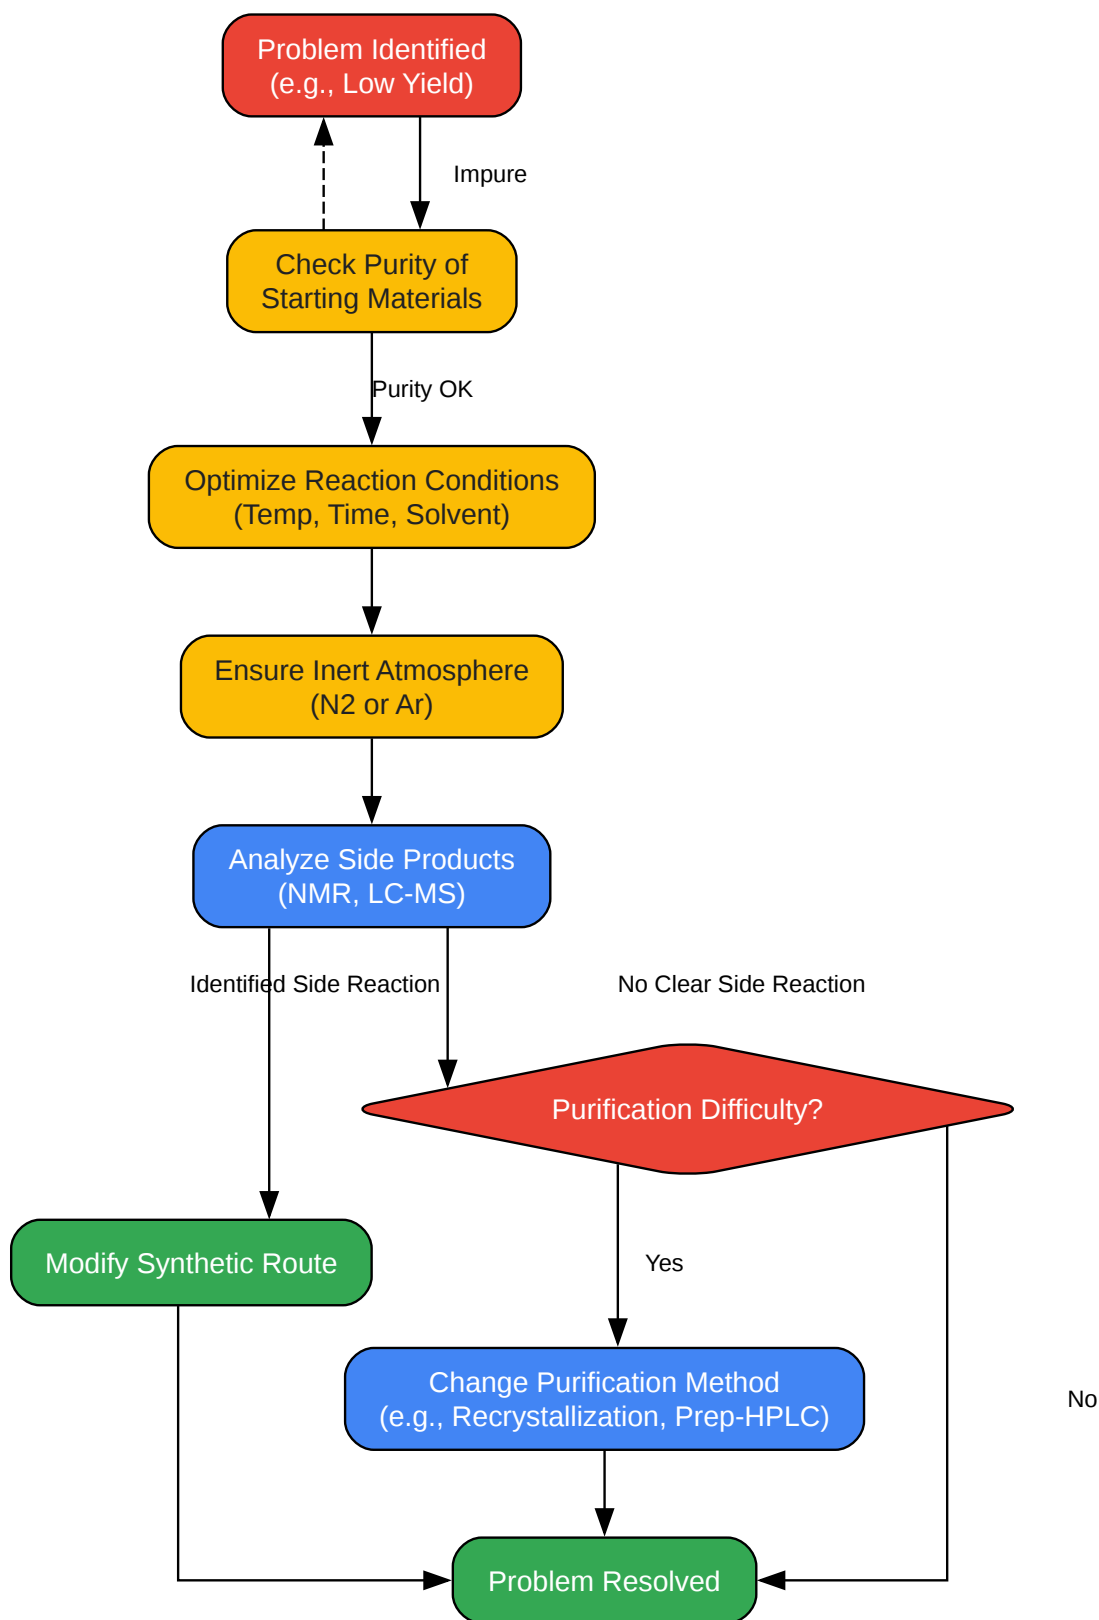 Problem Identified
(e.g., Low Yield)
Impure
Check Purity of
Starting Materials
Purity OK
Optimize Reaction Conditions
(Temp, Time, Solvent)
Ensure Inert Atmosphere
(N2 or Ar)
Analyze Side Products
(NMR, LC-MS)
Identified Side Reaction
No Clear Side Reaction
Purification Difficulty?
Modify Synthetic Route
Yes
Change Purification Method
(e.g., Recrystallization, Prep-HPLC)
No
Problem Resolved